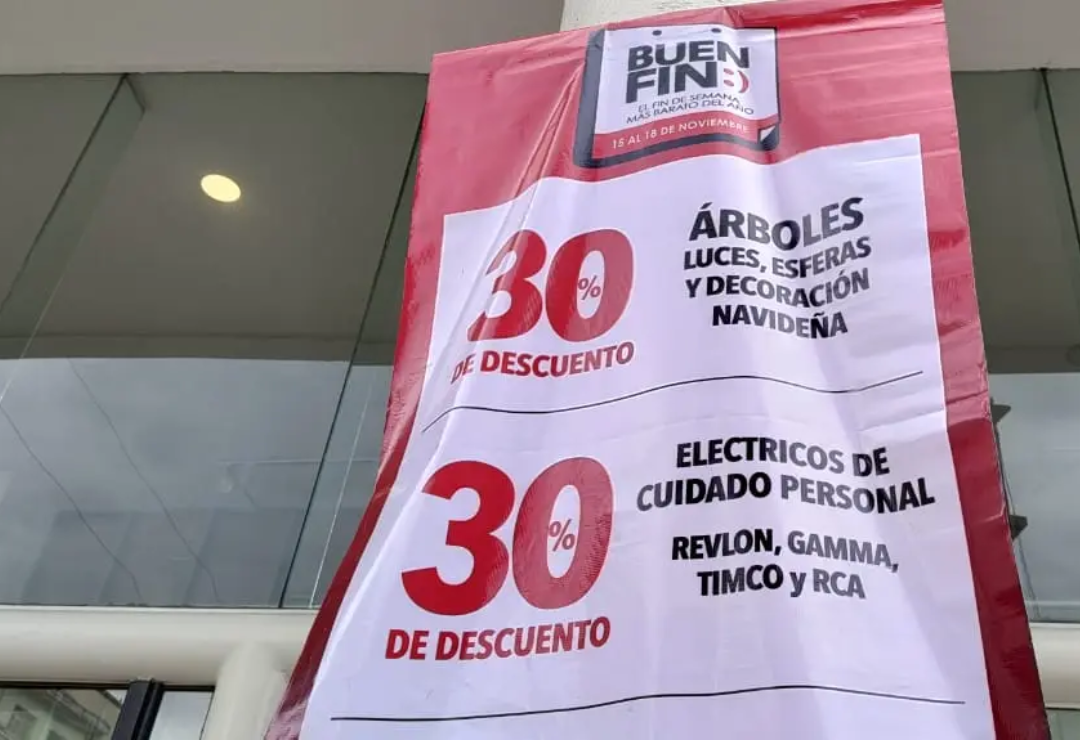 BUEN
FIN:)
EL FIN DE SEMANA
MÁS BARATO DEL AÑO
15 AL 18 DE NOVIEMBRE
30%
DE DESCUENTO
ÁRBOLES
LUCES, ESFERAS
Y DECORACIÓN
NAVIDEÑA
30%
DE DESCUENTO
ELECTRICOS DE
CUIDADO PERSONAL
REVLON, GAMMA,
TIMCO y RCA